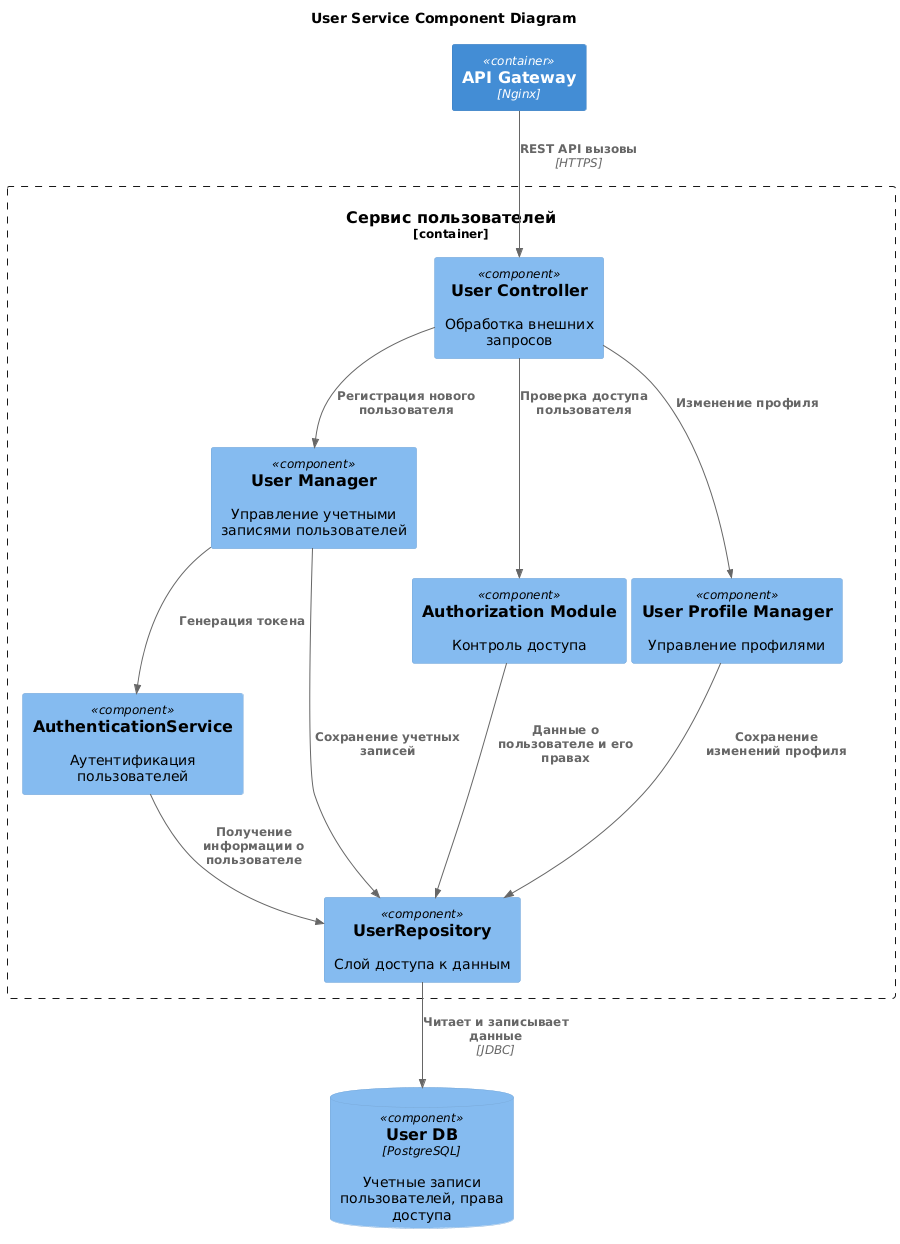 User Service Component Diagram
«container»
API Gateway
[Nginx]
REST API вызовы
[HTTPS]
Сервис пользователей
[container]
«component»
User Controller
Обработка внешних
запросов
Регистрация нового
пользователя
Проверка доступа
пользователя
Изменение профиля
«component»
User Manager
Управление учетными
записями пользователей
«component»
Authorization Module
Контроль доступа
«component»
User Profile Manager
Управление профилями
Генерация токена
«component»
AuthenticationService
Аутентификация
пользователей
Сохранение учетных
записей
Данные о
пользователе и его
правах
Сохранение
изменений профиля
Получение
информации о
пользователе
«component»
UserRepository
Слой доступа к данным
Читает и записывает
данные
[JDBC]
«component»
User DB
[PostgreSQL]
Учетные записи
пользователей, права
доступа